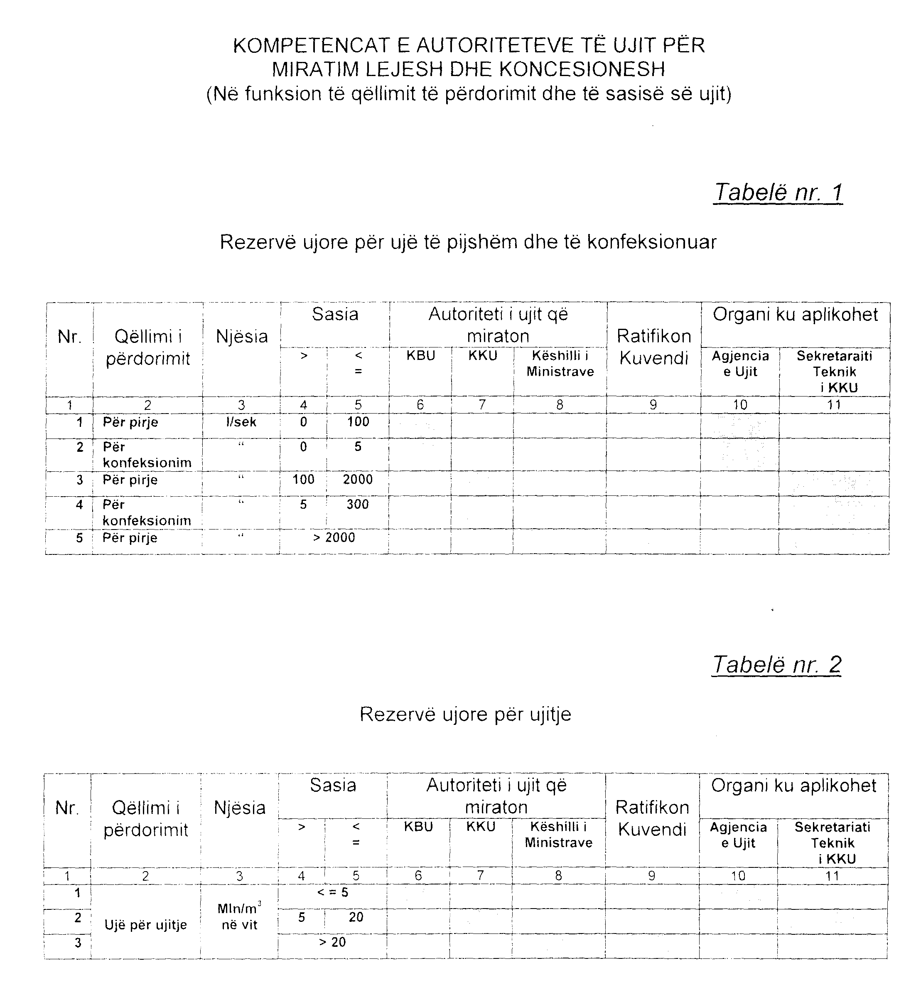 KOMPETENCAT E AUTORITETEVE TË UJIT PËR
MIRATIM LEJESH DHE KONCESIONESH
(Në funksion të qëllimit të përdorimit dhe të sasisë së ujit)
Tabelë nr. 1
Rezervë ujore për ujë të pijshëm dhe të konfeksionuar
Nr. Qëllimi i përdorimit Njësia Sasia Autoriteti i ujit që miraton Ratifikon Kuvendi Organi ku aplikohet
> < = KBU KKU Këshilli i Ministrave Agjencia e Ujit Sekretaraiti Teknik i KKU
1 2 3 4 5 6 7 8 9 10 11
1 Për pirje l/sek 0 100
2 Për konfeksionim “ 0 5
3 Për pirje “ 100 2000
4 Për konfeksionim “ 5 300
5 Për pirje “ > 2000
Tabelë nr. 2
Rezervë ujore për ujitje
Nr. Qëllimi i përdorimit Njësia Sasia Autoriteti i ujit që miraton Ratifikon Kuvendi Organi ku aplikohet
> < = KBU KKU Këshilli i Ministrave Agjencia e Ujit Sekretariati Teknik i KKU
1 2 3 4 5 6 7 8 9 10 11
1 Ujë për ujitje Mln/m³ në vit < = 5
2 5 20
3 > 20